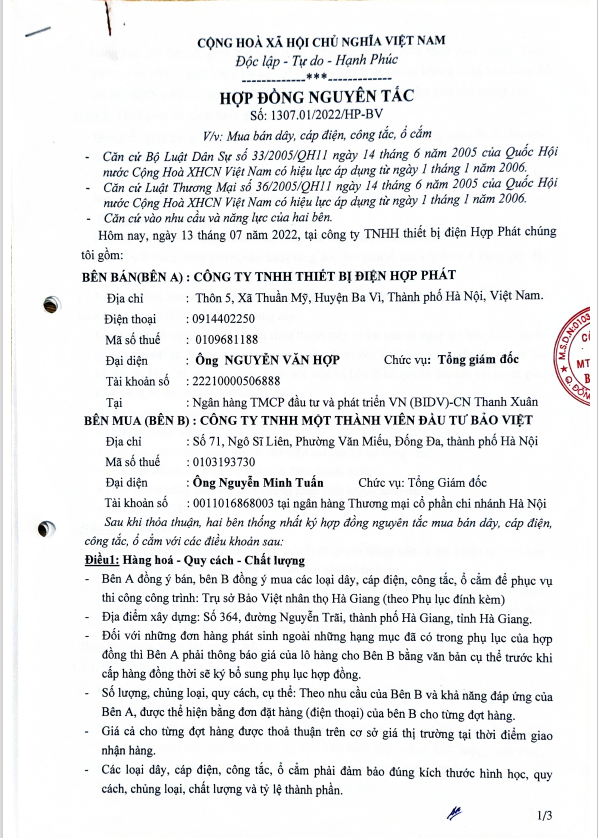 CỘNG HOÀ XÃ HỘI CHỦ NGHĨA VIỆT NAM
Độc lập - Tự do - Hạnh Phúc
-------------***-------------
HỢP ĐỒNG NGUYÊN TẮC
Số: 1307.01/2022/HP-BV
V/v: Mua bán dây, cáp điện, công tắc, ổ cắm
- Căn cứ Bộ Luật Dân Sự số 33/2005/QH11 ngày 14 tháng 6 năm 2005 của Quốc Hội
nước Cộng Hoà XHCN Việt Nam có hiệu lực áp dụng từ ngày 1 tháng 1 năm 2006.
- Căn cứ Luật Thương Mại số 36/2005/QH11 ngày 14 tháng 6 năm 2005 của Quốc Hội
nước Cộng Hoà XHCN Việt Nam có hiệu lực áp dụng từ ngày 1 tháng 1 năm 2006.
- Căn cứ vào nhu cầu và năng lực của hai bên.
Hôm nay, ngày 13 tháng 07 năm 2022, tại công ty TNHH thiết bị điện Hợp Phát chúng
tôi gồm:
BÊN BÁN(BÊN A) : CÔNG TY TNHH THIẾT BỊ ĐIỆN HỢP PHÁT
Địa chỉ : Thôn 5, Xã Thuần Mỹ, Huyện Ba Vì, Thành phố Hà Nội, Việt Nam.
Điện thoại : 0914402250
Mã số thuế : 0109681188
Đại diện : Ông NGUYỄN VĂN HỢP Chức vụ: Tổng giám đốc
Tài khoản số : 22210000506888
Tại : Ngân hàng TMCP đầu tư và phát triển VN (BIDV)-CN Thanh Xuân
BÊN MUA (BÊN B) : CÔNG TY TNHH MỘT THÀNH VIÊN ĐẦU TƯ BẢO VIỆT
Địa chỉ : Số 71, Ngô Sĩ Liên, Phường Văn Miếu, Đống Đa, thành phố Hà Nội
Mã số thuế : 0103193730
Đại diện : Ông Nguyễn Minh Tuấn Chức vụ: Tổng Giám đốc
Tài khoản số : 0011016868003 tại ngân hàng Thương mại cổ phần chi nhánh Hà Nội
Sau khi thỏa thuận, hai bên thống nhất ký hợp đồng nguyên tắc mua bán dây, cáp điện,
công tắc, ổ cắm với các điều khoản sau:
Điều1: Hàng hoá - Quy cách - Chất lượng
- Bên A đồng ý bán, bên B đồng ý mua các loại dây, cáp điện, công tắc, ổ cắm để phục vụ
thi công công trình: Trụ sở Bảo Việt nhân thọ Hà Giang (theo Phụ lục đính kèm)
- Địa điểm xây dựng: Số 364, đường Nguyễn Trãi, thành phố Hà Giang, tỉnh Hà Giang.
- Đối với những đơn hàng phát sinh ngoài những hạng mục đã có trong phụ lục của hợp
đồng thì Bên A phải thông báo giá của lô hàng cho Bên B bằng văn bản cụ thể trước khi
cấp hàng đồng thời sẽ ký bổ sung phụ lục hợp đồng.
- Số lượng, chủng loại, quy cách, cụ thể: Theo nhu cầu của Bên B và khả năng đáp ứng của
Bên A, được thể hiện bằng đơn đặt hàng (điện thoại) của bên B cho từng đợt hàng.
- Giá cả cho từng đợt hàng được thoả thuận trên cơ sở giá thị trường tại thời điểm giao
nhận hàng.
- Các loại dây, cáp điện, công tắc, ổ cắm phải đảm bảo đúng kích thước hình học, quy
cách, chủng loại, chất lượng và tỷ lệ thành phần.
1/3